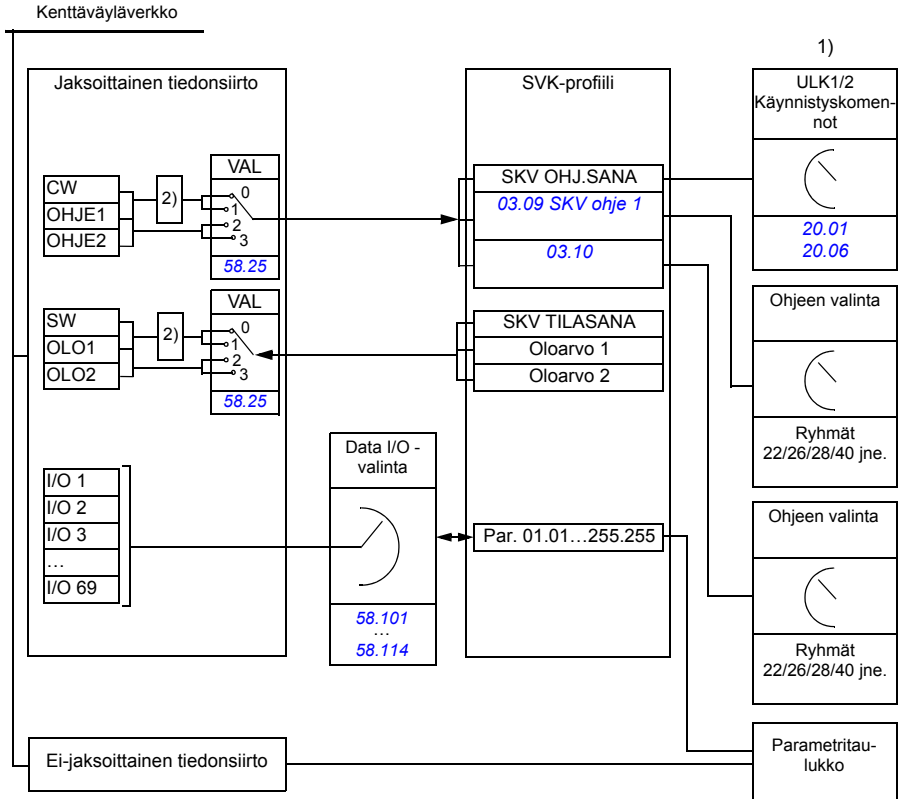 Kenttäväyläverkko
Jaksoittainen tiedonsiirto
CW
OHJE1
OHJE2
2)
VAL
0
1
2
3
58.25
SW
OLO1
OLO2
2)
VAL
0
1
2
3
58.25
I/O 1
I/O 2
I/O 3
…
I/O 69
Data I/O -
valinta
58.101
…
58.114
SVK-profiili
SKV OHJ.SANA
03.09 SKV ohje 1
03.10
SKV TILASANA
Oloarvo 1
Oloarvo 2
Par. 01.01…255.255
1)
ULK1/2
Käynnistyskomen-
not
20.01
20.06
Ohjeen valinta
Ryhmät
22/26/28/40 jne.
Ohjeen valinta
Ryhmät
22/26/28/40 jne.
Ei-jaksoittainen tiedonsiirto
Parametritau-
lukko